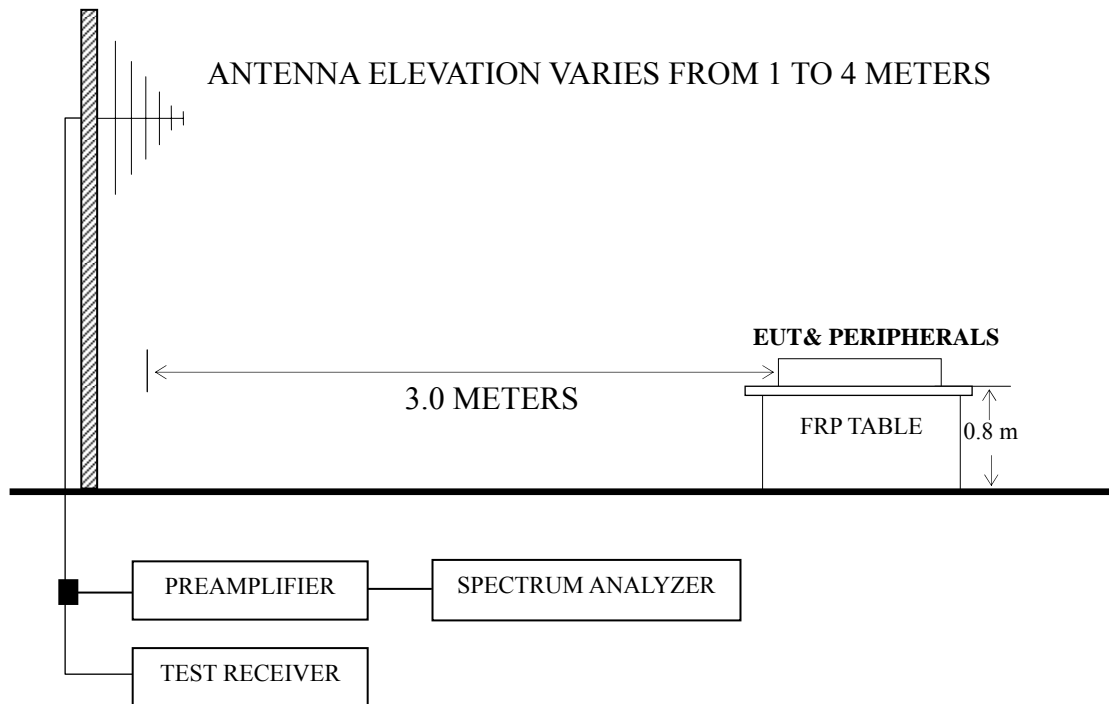 ANTENNA ELEVATION VARIES FROM 1 TO 4 METERS
EUT& PERIPHERALS
3.0 METERS
FRP TABLE
0.8 m
PREAMPLIFIER
SPECTRUM ANALYZER
TEST RECEIVER